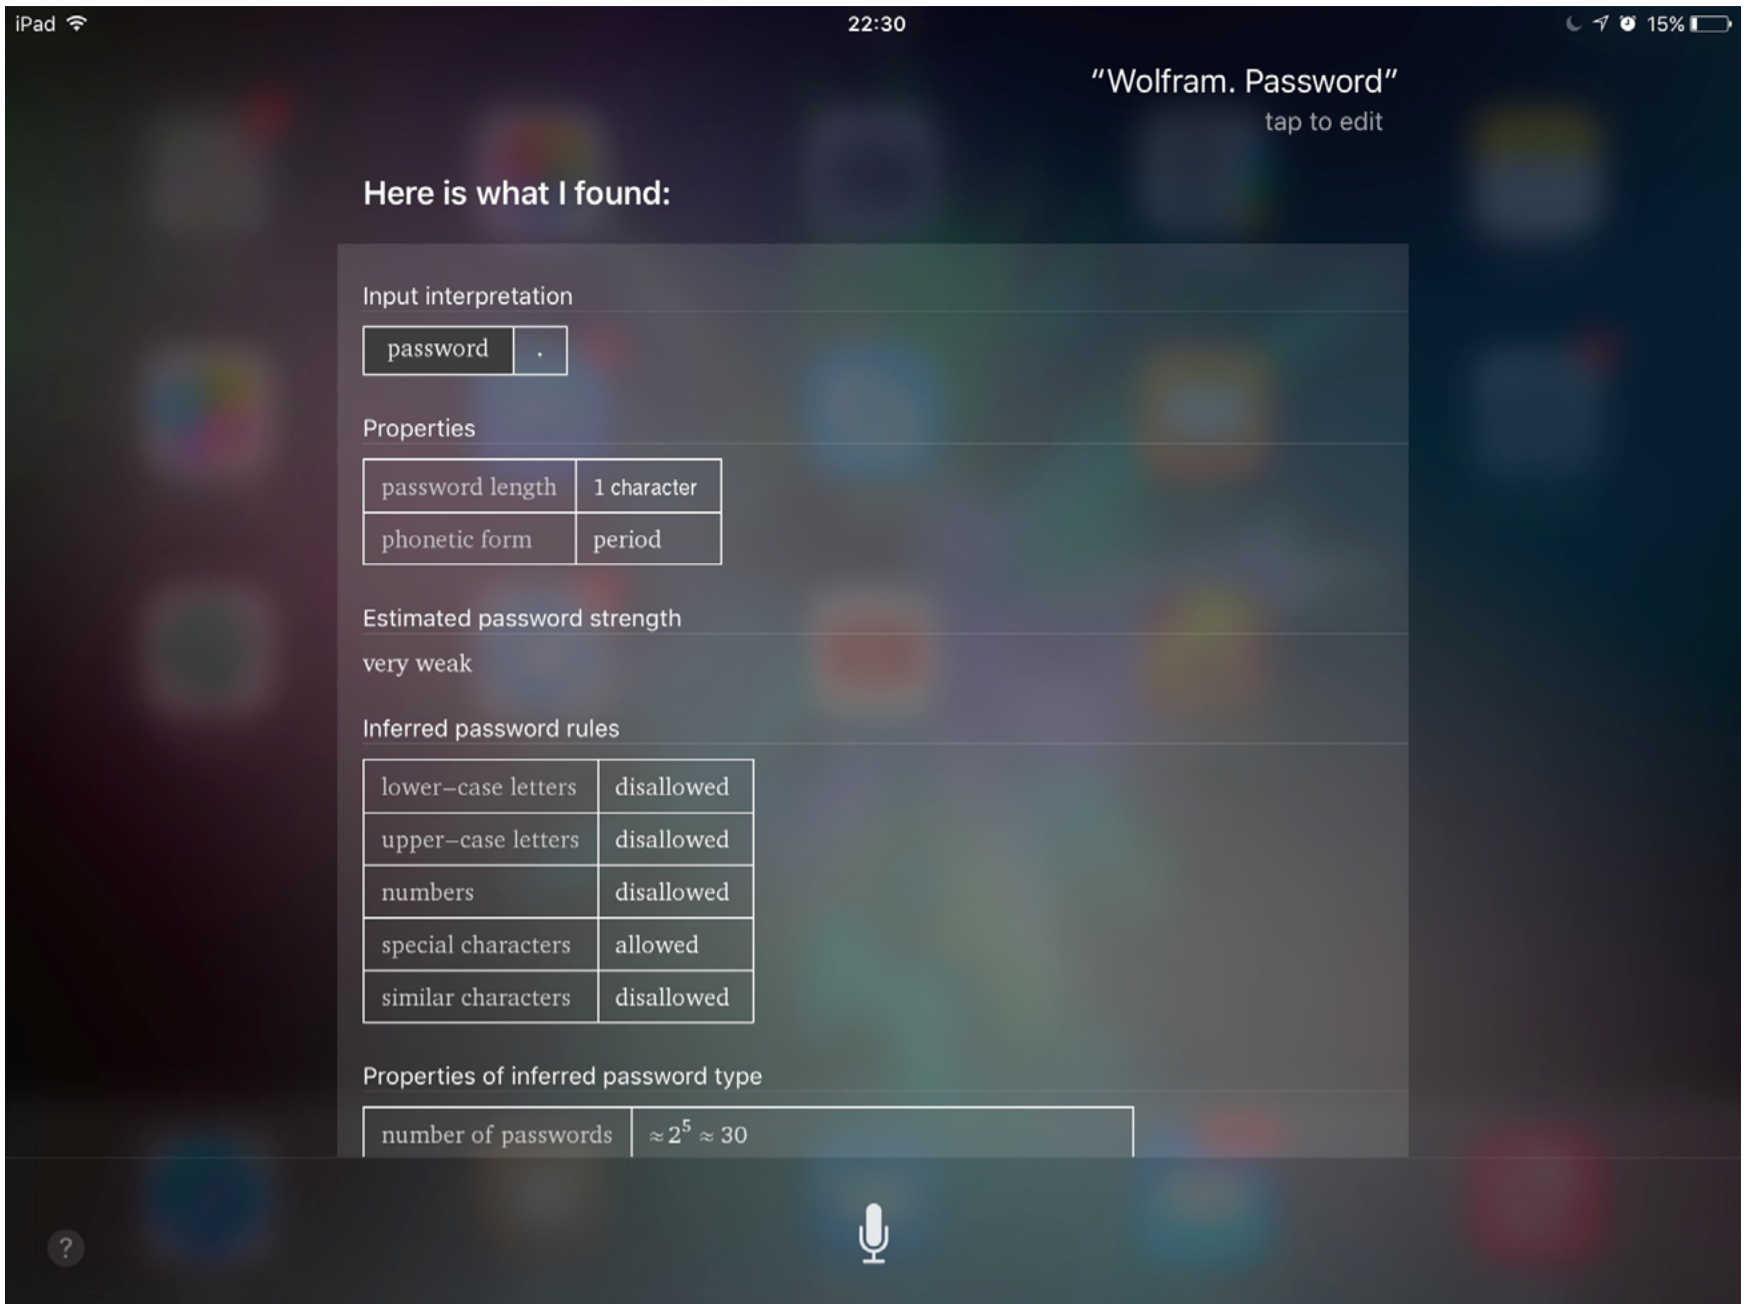 iPad 22:30 15%
“Wolfram. Password”
tap to edit
Here is what I found:
Input interpretation
password .
Properties
password length 1 character
phonetic form period
Estimated password strength
very weak
Inferred password rules
lower–case letters disallowed
upper–case letters disallowed
numbers disallowed
special characters allowed
similar characters disallowed
Properties of inferred password type
number of passwords ≈2⁵ ≈ 30
?